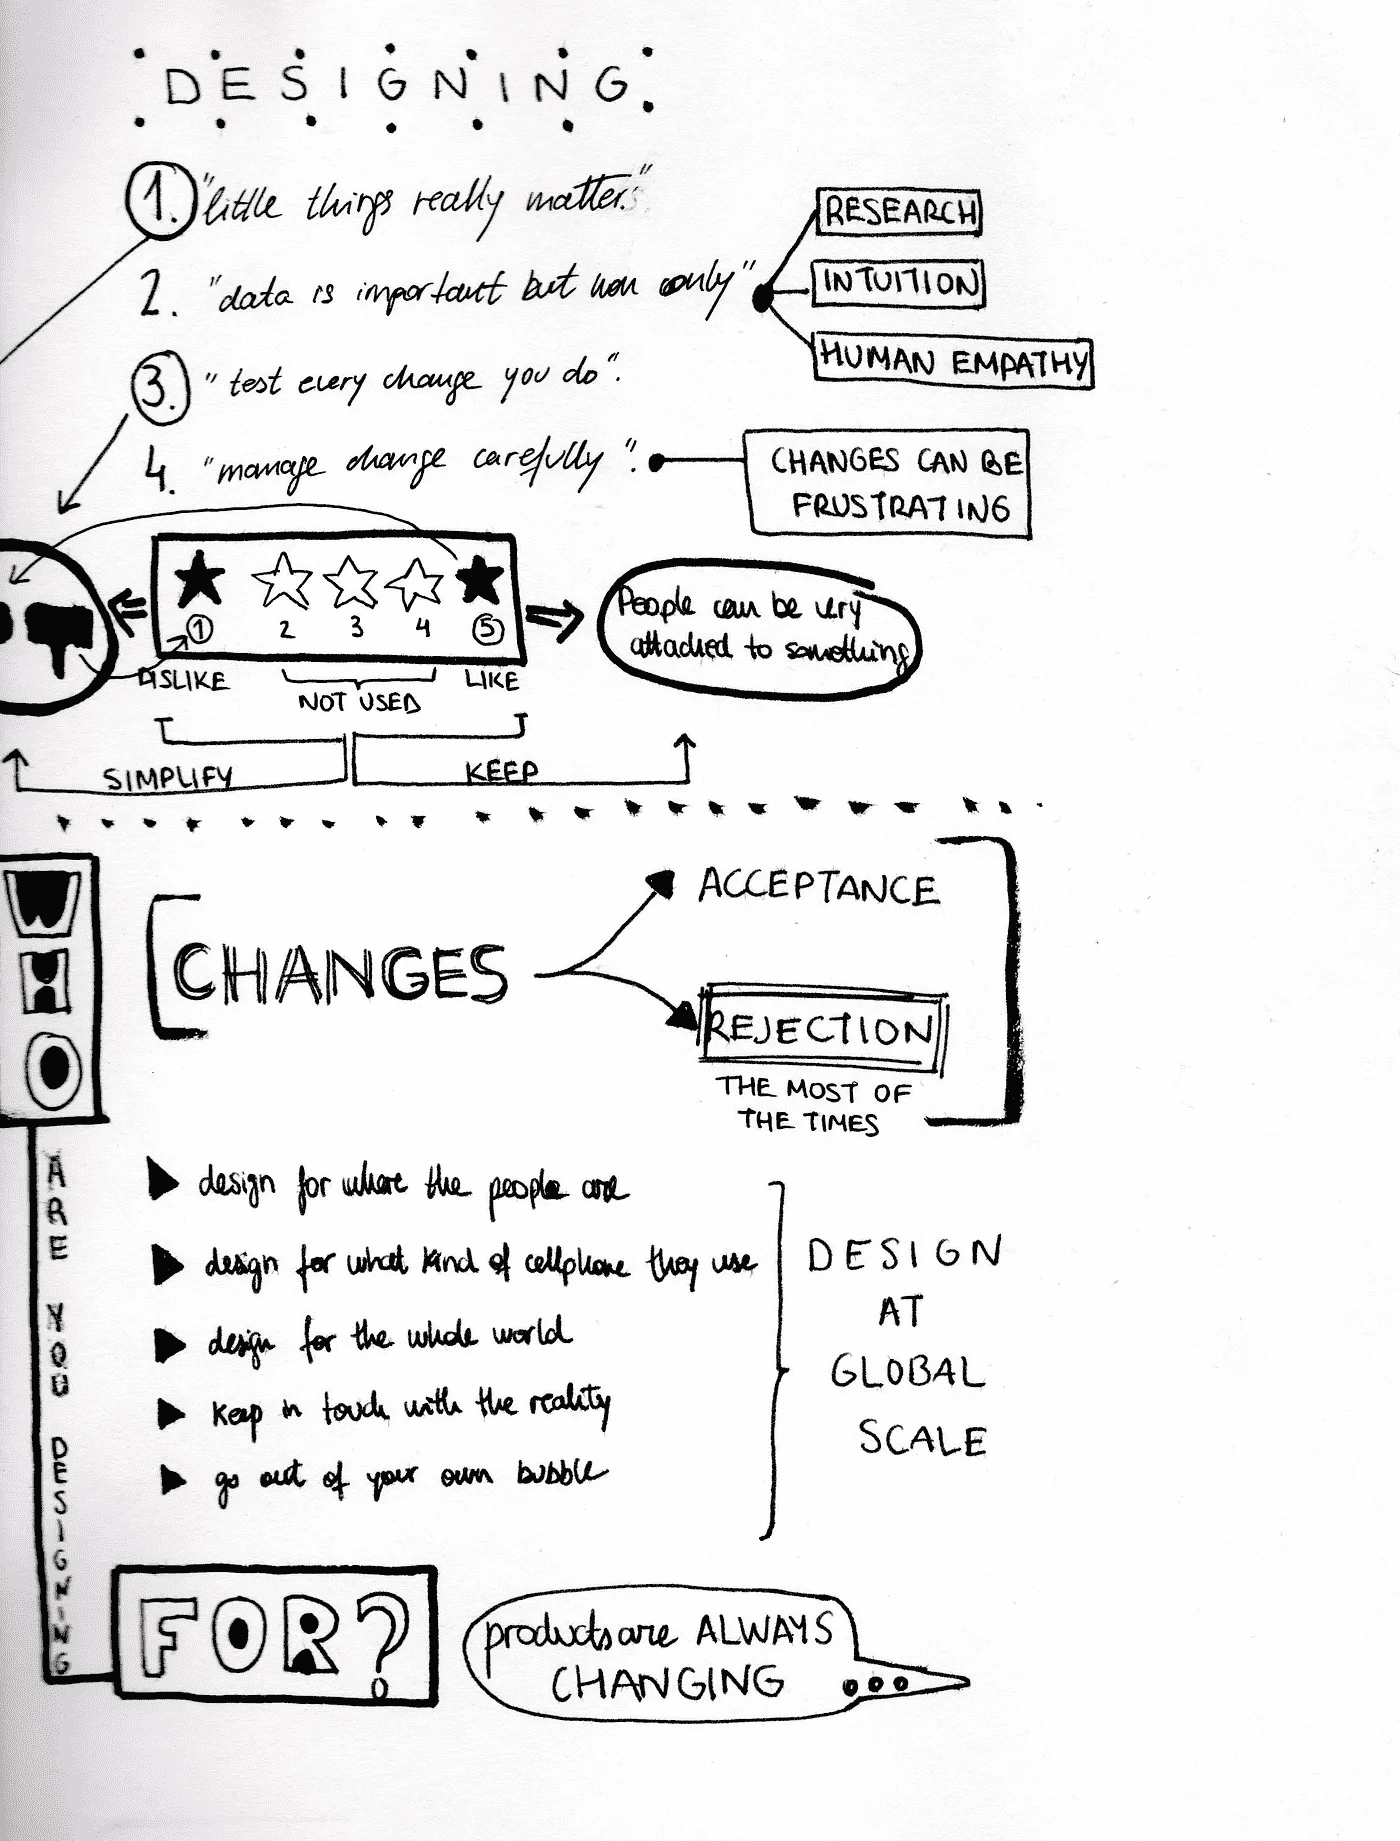 DESIGNING
1. "little things really matter."
2. "data is important but non only"
RESEARCH
INTUITION
HUMAN EMPATHY
3. "test every change you do".
4. "manage change carefully".
CHANGES CAN BE
FRUSTRATING
1 2 3 4 5
DISLIKE
NOT USED
LIKE
People can be very
attached to something
SIMPLIFY
KEEP
WHO
CHANGES
ACCEPTANCE
REJECTION
THE MOST OF
THE TIMES
ARE YOU DESIGNING
design for where the people are
design for what kind of cellphone they use
design for the whole world
keep in touch with the reality
go out of your own bubble
DESIGN
AT
GLOBAL
SCALE
FOR?
products are ALWAYS
CHANGING